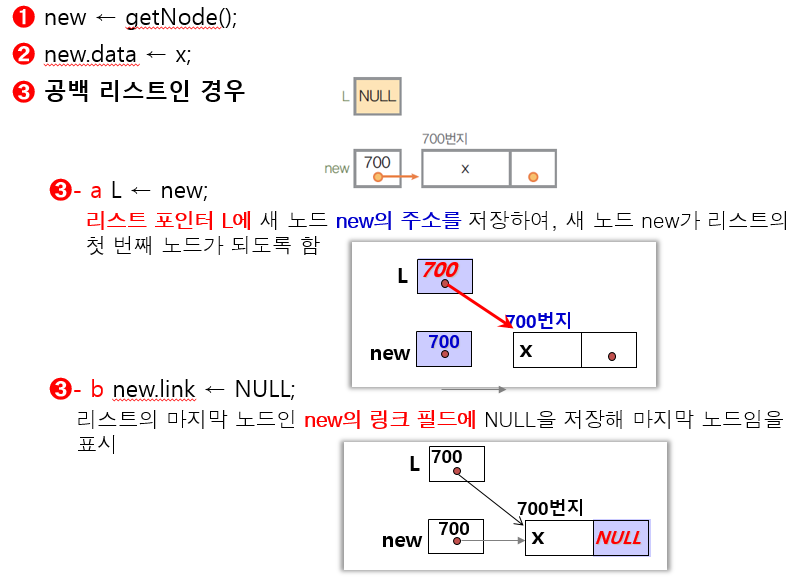 ❶ new ← getNode();
❷ new.data ← x;
❸ 공백 리스트인 경우
L NULL
700번지
new 700 x
❸- a L ← new;
리스트 포인터 L에 새 노드 new의 주소를 저장하여, 새 노드 new가 리스트의
첫 번째 노드가 되도록 함
L 700
700번지
new 700 x
❸- b new.link ← NULL;
리스트의 마지막 노드인 new의 링크 필드에 NULL을 저장해 마지막 노드임을
표시
L 700
700번지
new 700 x NULL